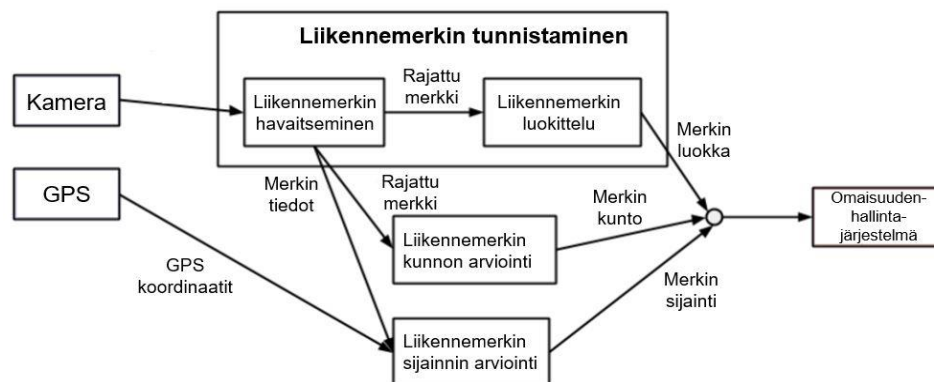 Liikennemerkin tunnistaminen
Kamera
Liikennemerkin
havaitseminen
Rajattu
merkki
Liikennemerkin
luokittelu
Merkin
luokka
GPS
Merkin
tiedot
Rajattu
merkki
Merkin
kunto
Omaisuuden-
hallinta-
järjestelmä
Liikennemerkin
kunnon arviointi
GPS
koordinaatit
Merkin
sijainti
Liikennemerkin
sijainnin arviointi